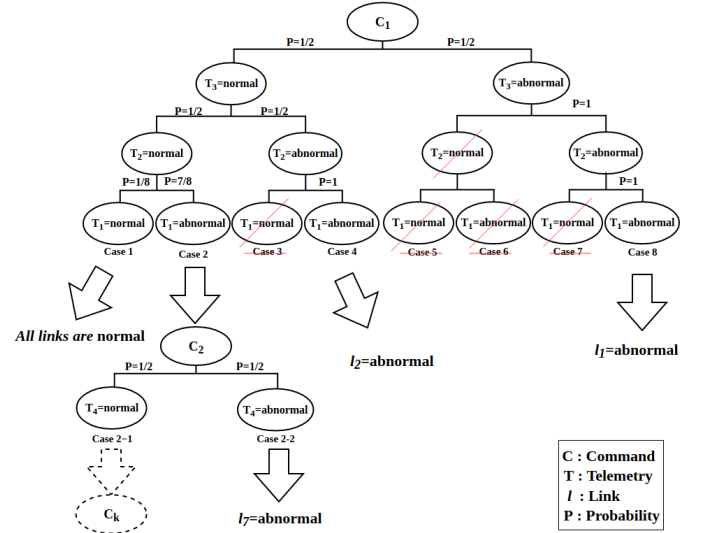 C1
P=1/2 P=1/2
T3=normal T3=abnormal
P=1/2 P=1/2 P=1
T2=normal T2=abnormal T2=normal T2=abnormal
P=1/8 P=7/8 P=1 P=1
T1=normal T1=abnormal T1=normal T1=abnormal T1=normal T1=abnormal T1=normal T1=abnormal
Case 1 Case 2 Case 3 Case 4 Case 5 Case 6 Case 7 Case 8
All links are normal
C2
l2=abnormal
l1=abnormal
P=1/2 P=1/2
T4=normal T4=abnormal
Case 2−1 Case 2-2
Ck
l7=abnormal
C : Command
T : Telemetry
l : Link
P : Probability